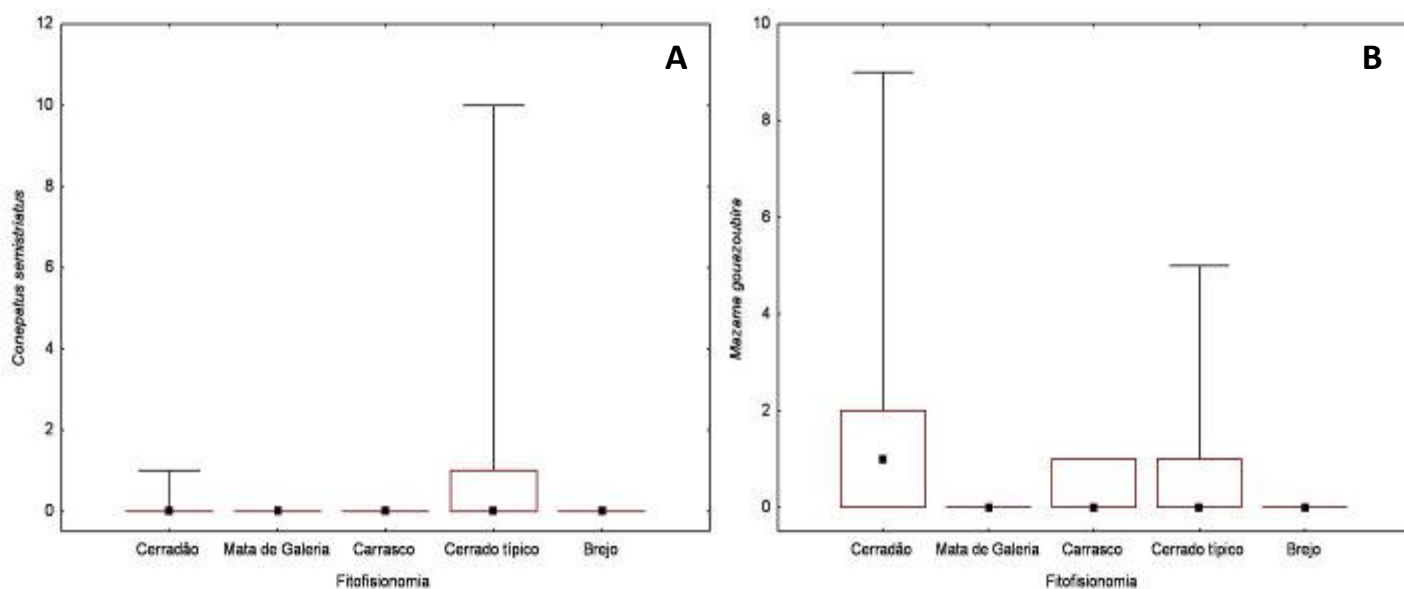 A
12
10
8
6
4
2
0
Conepatus semistriatus
Cerradão Mata de Galeria Carrasco Cerrado típico Brejo
Fitofisionomia
B
10
8
6
4
2
0
Mazama gouazoubira
Cerradão Mata de Galeria Carrasco Cerrado típico Brejo
Fitofisionomia